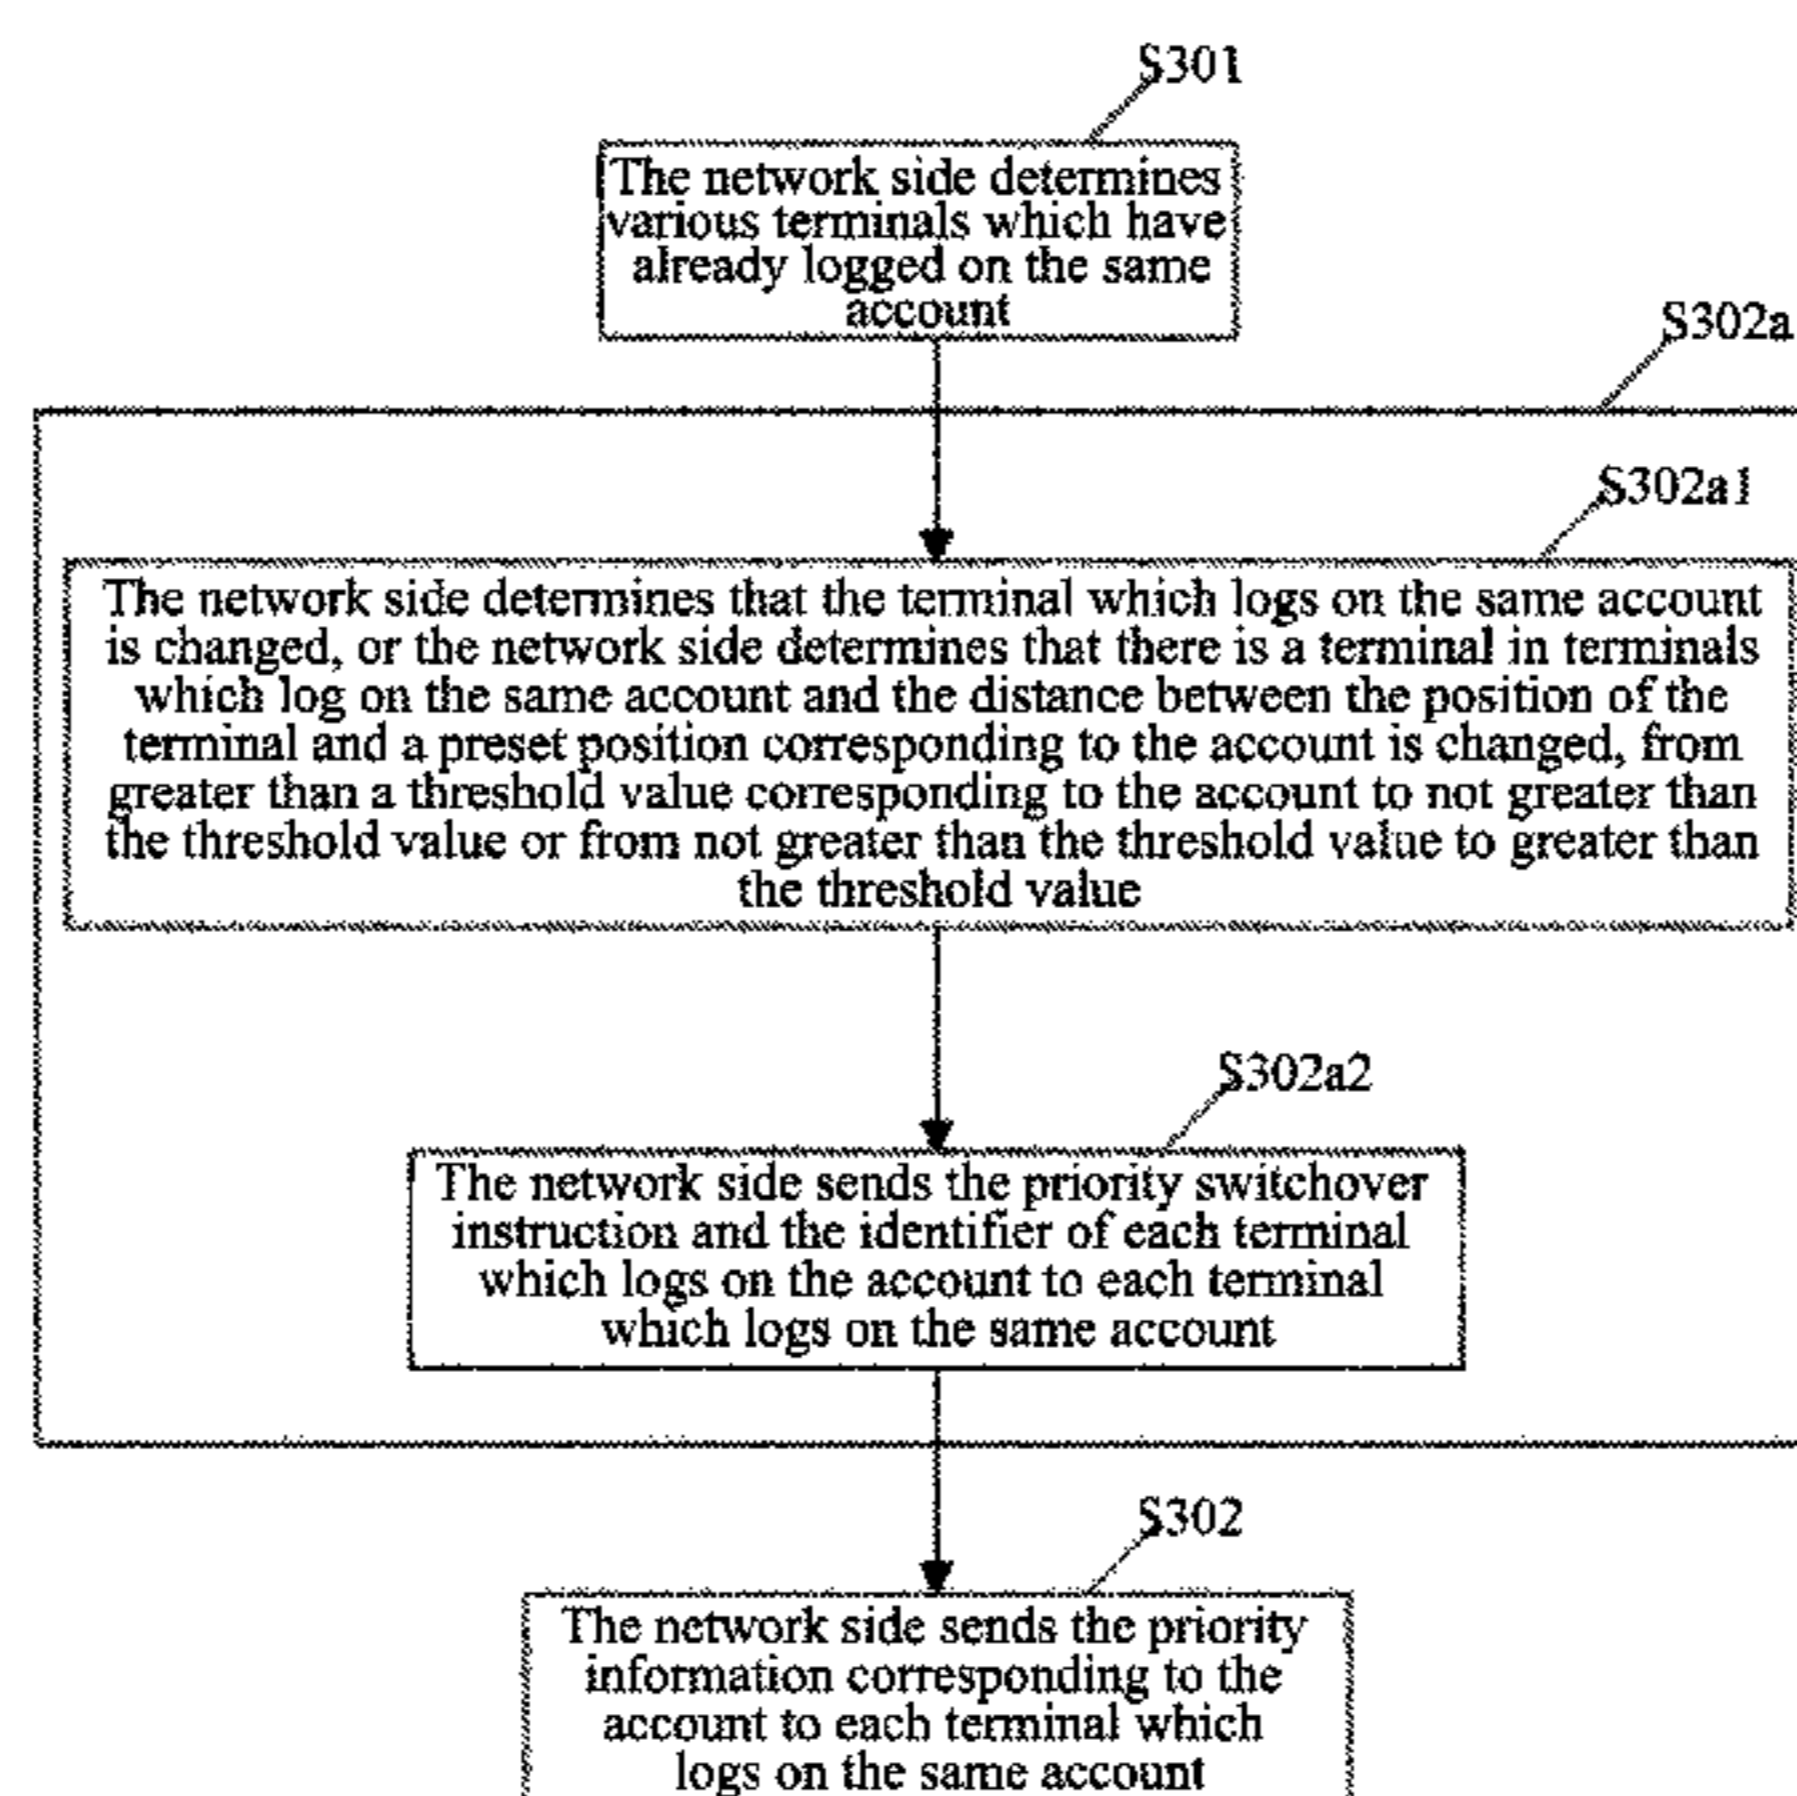 S301
The network side determines
various terminals which have
already logged on the same
account
S302a
S302a1
The network side determines that the terminal which logs on the same account
is changed, or the network side determines that there is a terminal in terminals
which log on the same account and the distance between the position of the
terminal and a preset position corresponding to the account is changed, from
greater than a threshold value corresponding to the account to not greater than
the threshold value or from not greater than the threshold value to greater than
the threshold value
S302a2
The network side sends the priority switchover
instruction and the identifier of each terminal
which logs on the account to each terminal
which logs on the same account
S302
The network side sends the priority
information corresponding to the
account to each terminal which
logs on the same account